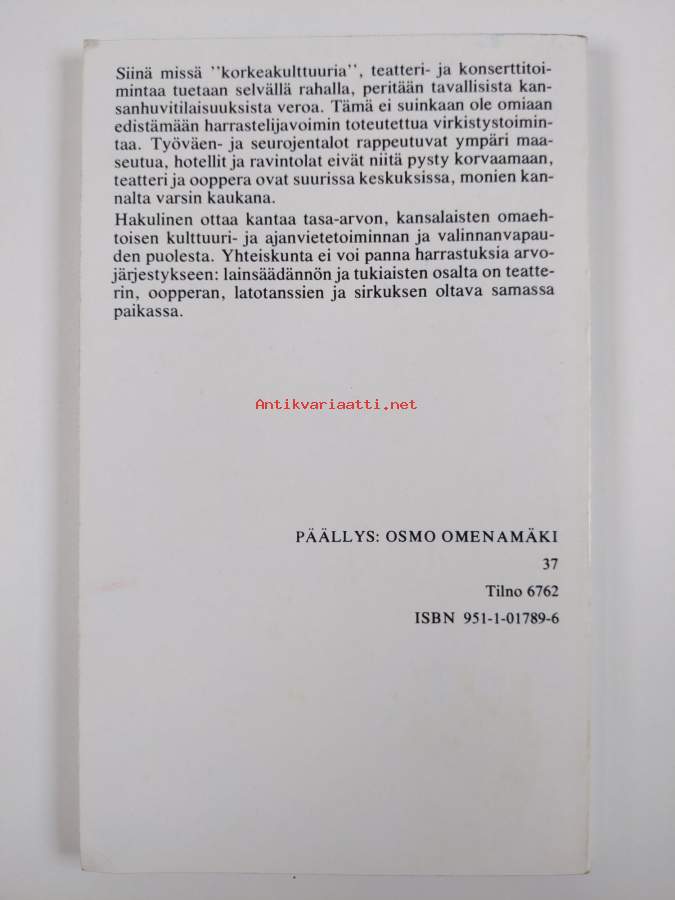 Siinä missä ''korkeakulttuuria'', teatteri- ja konserttitoi-
mintaa tuetaan selvällä rahalla, peritään tavallisista kan-
sanhuvitilaisuuksista veroa. Tämä ei suinkaan ole omiaan
edistämään harrastelijavoimin toteutettua virkistystoimin-
taa. Työväen- ja seurojentalot rappeutuvat ympäri maa-
seutua, hotellit ja ravintolat eivät niitä pysty korvaamaan,
teatteri ja ooppera ovat suurissa keskuksissa, monien kan-
nalta varsin kaukana.
Hakulinen ottaa kantaa tasa-arvon, kansalaisten omaeh-
toisen kulttuuri- ja ajanvietetoiminnan ja valinnanvapau-
den puolesta. Yhteiskunta ei voi panna harrastuksia arvo-
järjestykseen: lainsäädännön ja tukiaisten osalta on teatte-
rin, oopperan, latotanssien ja sirkuksen oltava samassa
paikassa.
Antikvariaatti.net
PÄÄLLYS: OSMO OMENAMÄKI
37
Tilno 6762
ISBN 951-1-01789-6